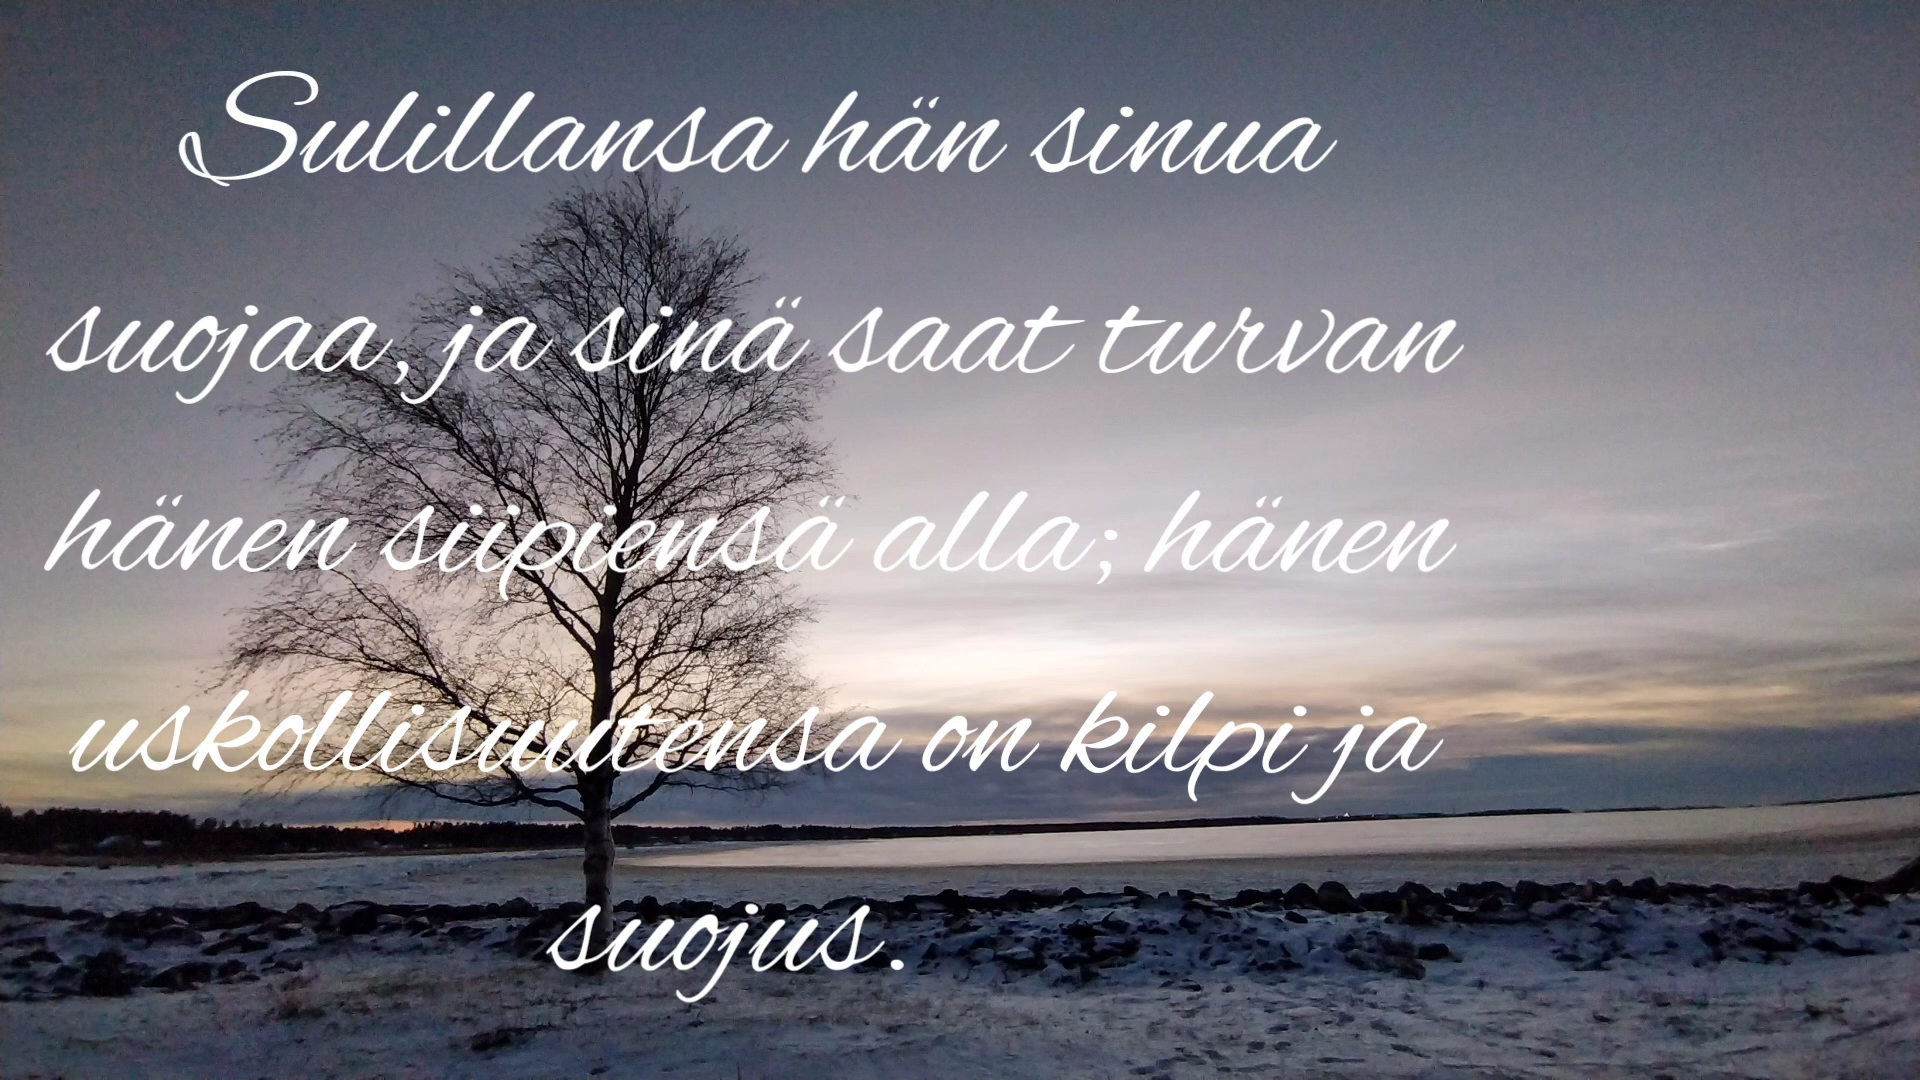 Sulillansa hän sinua
suojaa, ja sinä saat turvan
hänen siipiensä alla; hänen
uskollisuutensa on kilpi ja
suojus.